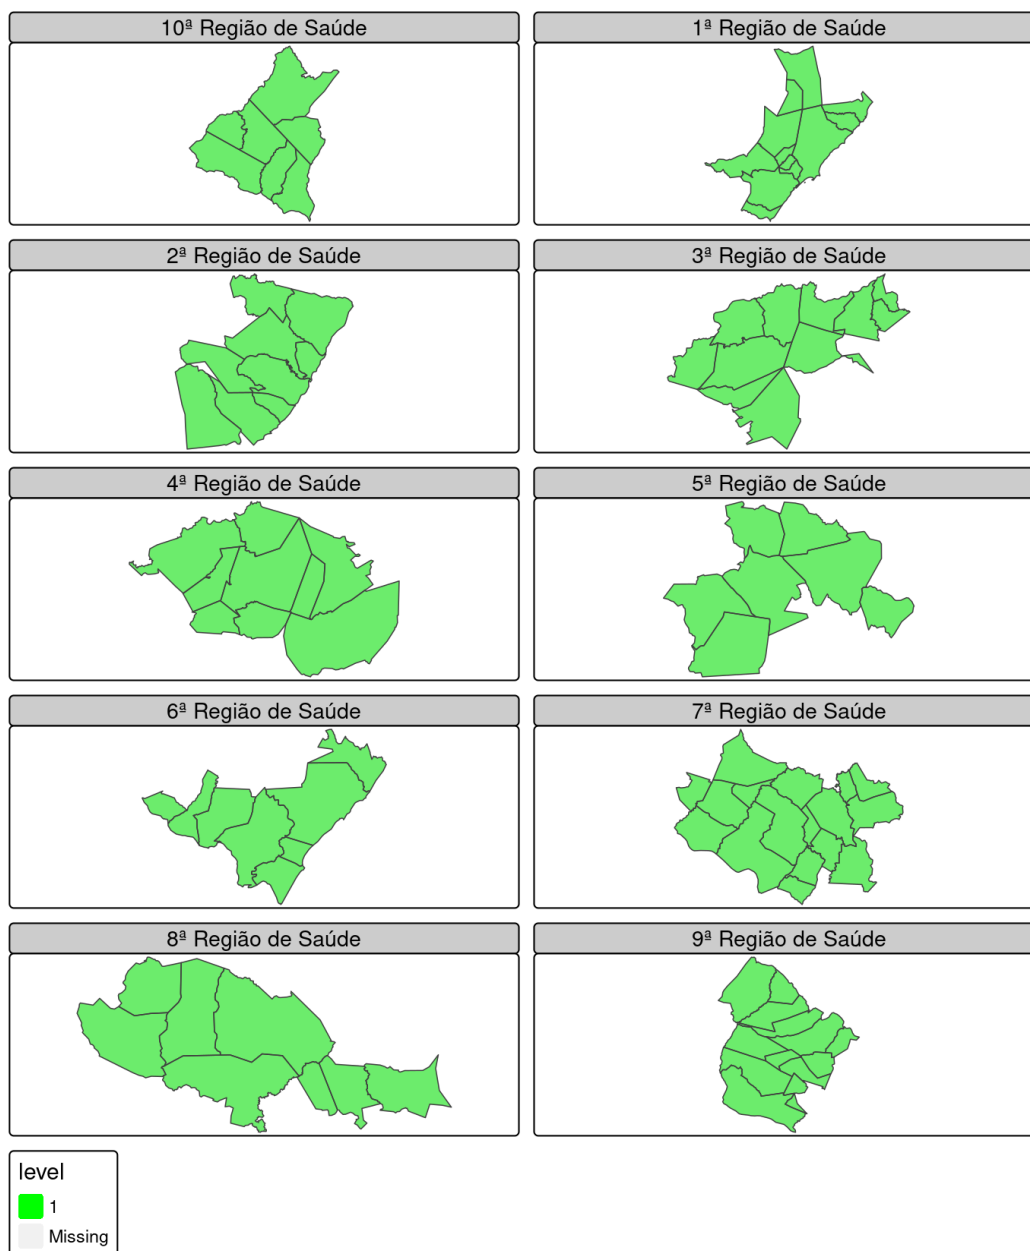 10ª Região de Saúde
1ª Região de Saúde
2ª Região de Saúde
3ª Região de Saúde
4ª Região de Saúde
5ª Região de Saúde
6ª Região de Saúde
7ª Região de Saúde
8ª Região de Saúde
9ª Região de Saúde
level
1
Missing